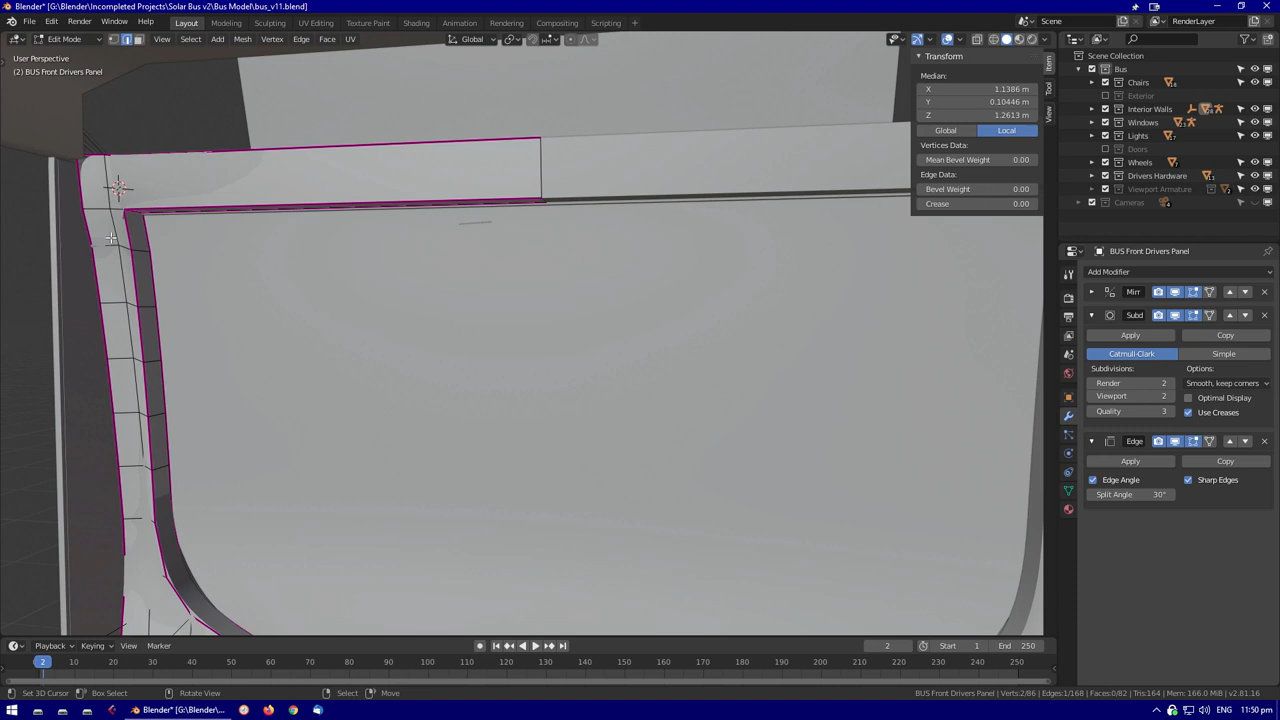 Blender* [G:\Blender\Incompleted Projects\Solar Bus v2\Bus Model\bus_v11.blend]
File Edit Render Window Help Layout Modeling Sculpting UV Editing Texture Paint Shading Animation Rendering Compositing Scripting Scene RenderLayer
Edit Mode View Select Add Mesh Vertex Edge Face UV Global
User Perspective
(2) BUS Front Drivers Panel
Transform
Median:
X 1.1386 m
Y 0.10446 m
Z 1.2613 m
Global Local
Vertices Data:
Mean Bevel Weight 0.00
Edge Data:
Bevel Weight 0.00
Crease 0.00
Item
Tool
View
Scene Collection
Bus
Chairs 18
Exterior
Interior Walls
Windows
Lights
Doors
Wheels
Drivers Hardware
Viewport Armature
Cameras 4
BUS Front Drivers Panel
Add Modifier
Mirr
Subd
Apply Copy
Catmull-Clark Simple
Subdivisions: Options:
Render 2 Smooth, keep corners
Viewport 2 Optimal Display
Quality 3 Use Creases
Edge
Apply Copy
Edge Angle Sharp Edges
Split Angle 30°
Playback Keying View Marker 2 Start 1 End 250
2 10 20 30 40 50 60 70 80 90 100 110 120 130 140 150 160 170 180 190 200 210 220 230 240 250
Set 3D Cursor Box Select Rotate View Select Move BUS Front Drivers Panel | Verts:2/86 | Edges:1/168 | Faces:0/82 | Tris:164 | Mem: 166.0 MiB | v2.81.16
Blender* [G:\Blende... ENG 11:50 pm